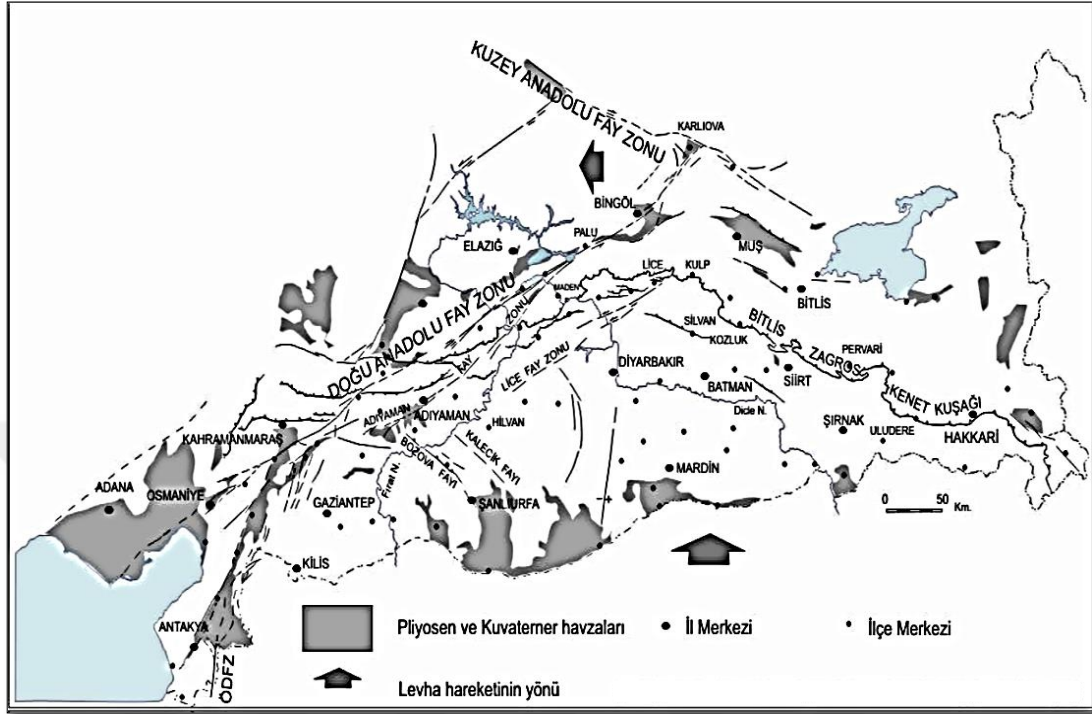 KUZEY ANADOLU FAY ZONU
KARLIOVA
BİNGÖL
MUŞ
ELAZIĞ
PALU
LİCE
KULP
MADEN
BİTLİS
DOĞU ANADOLU FAY ZONU
BİTLİS ZAGROS KENET KUŞAĞI
SİLVAN
KOZLUK
PERVARİ
LİCE FAY ZONU
DİYARBAKIR
BATMAN
SİİRT
ADIYAMAN FAY ZONU
ADIYAMAN
HİLVAN
Dicle N.
ŞIRNAK
ULUDERE
HAKKARİ
KAHRAMANMARAŞ
BOZOVA FAYI
KALECİK FAYI
MARDİN
ADANA
OSMANİYE
GAZİANTEP
Fırat N.
ŞANLIURFA
0 50
Km.
KİLİS
ANTAKYA
?
ÖDFZ
Pliyosen ve Kuvaterner havzaları
İl Merkezi
İlçe Merkezi
Levha hareketinin yönü